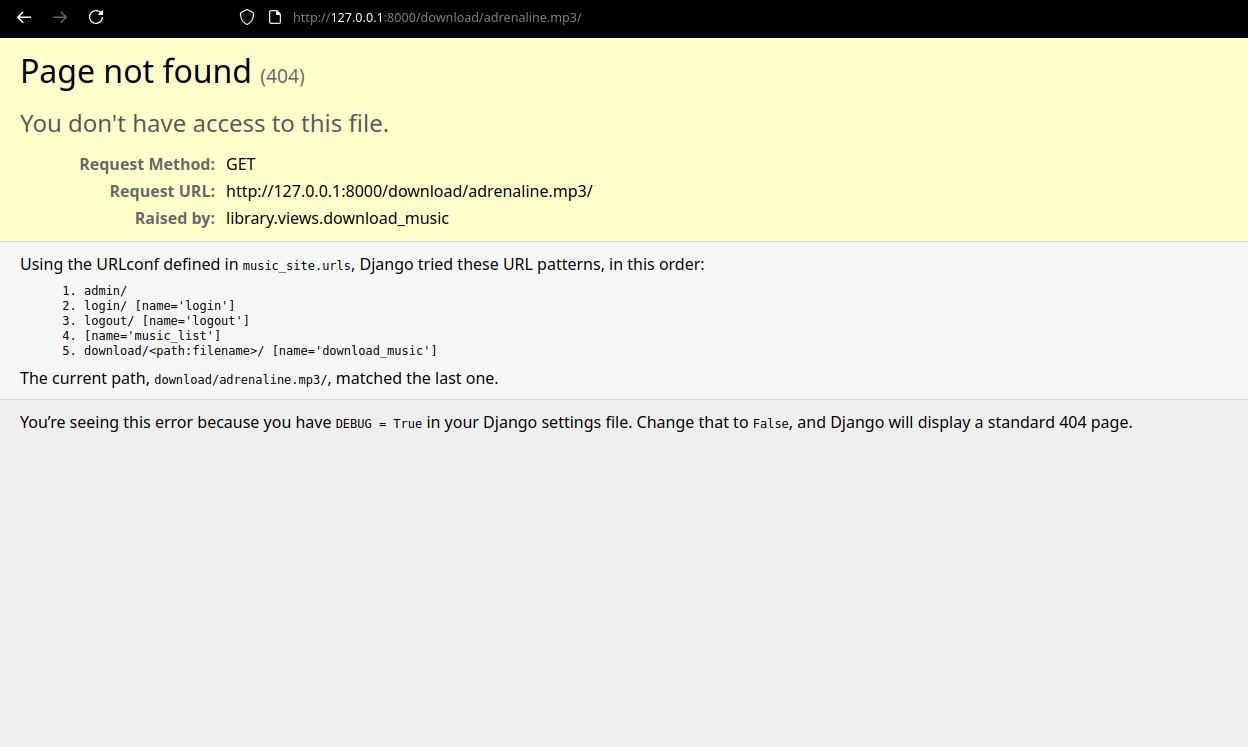 http://127.0.0.1:8000/download/adrenaline.mp3/
Page not found (404)
You don't have access to this file.
Request Method: GET
Request URL: http://127.0.0.1:8000/download/adrenaline.mp3/
Raised by: library.views.download_music
Using the URLconf defined in music_site.urls, Django tried these URL patterns, in this order:
1. admin/
2. login/ [name='login']
3. logout/ [name='logout']
4. [name='music_list']
5. download/<path:filename>/ [name='download_music']
The current path, download/adrenaline.mp3/, matched the last one.
You’re seeing this error because you have DEBUG = True in your Django settings file. Change that to False, and Django will display a standard 404 page.